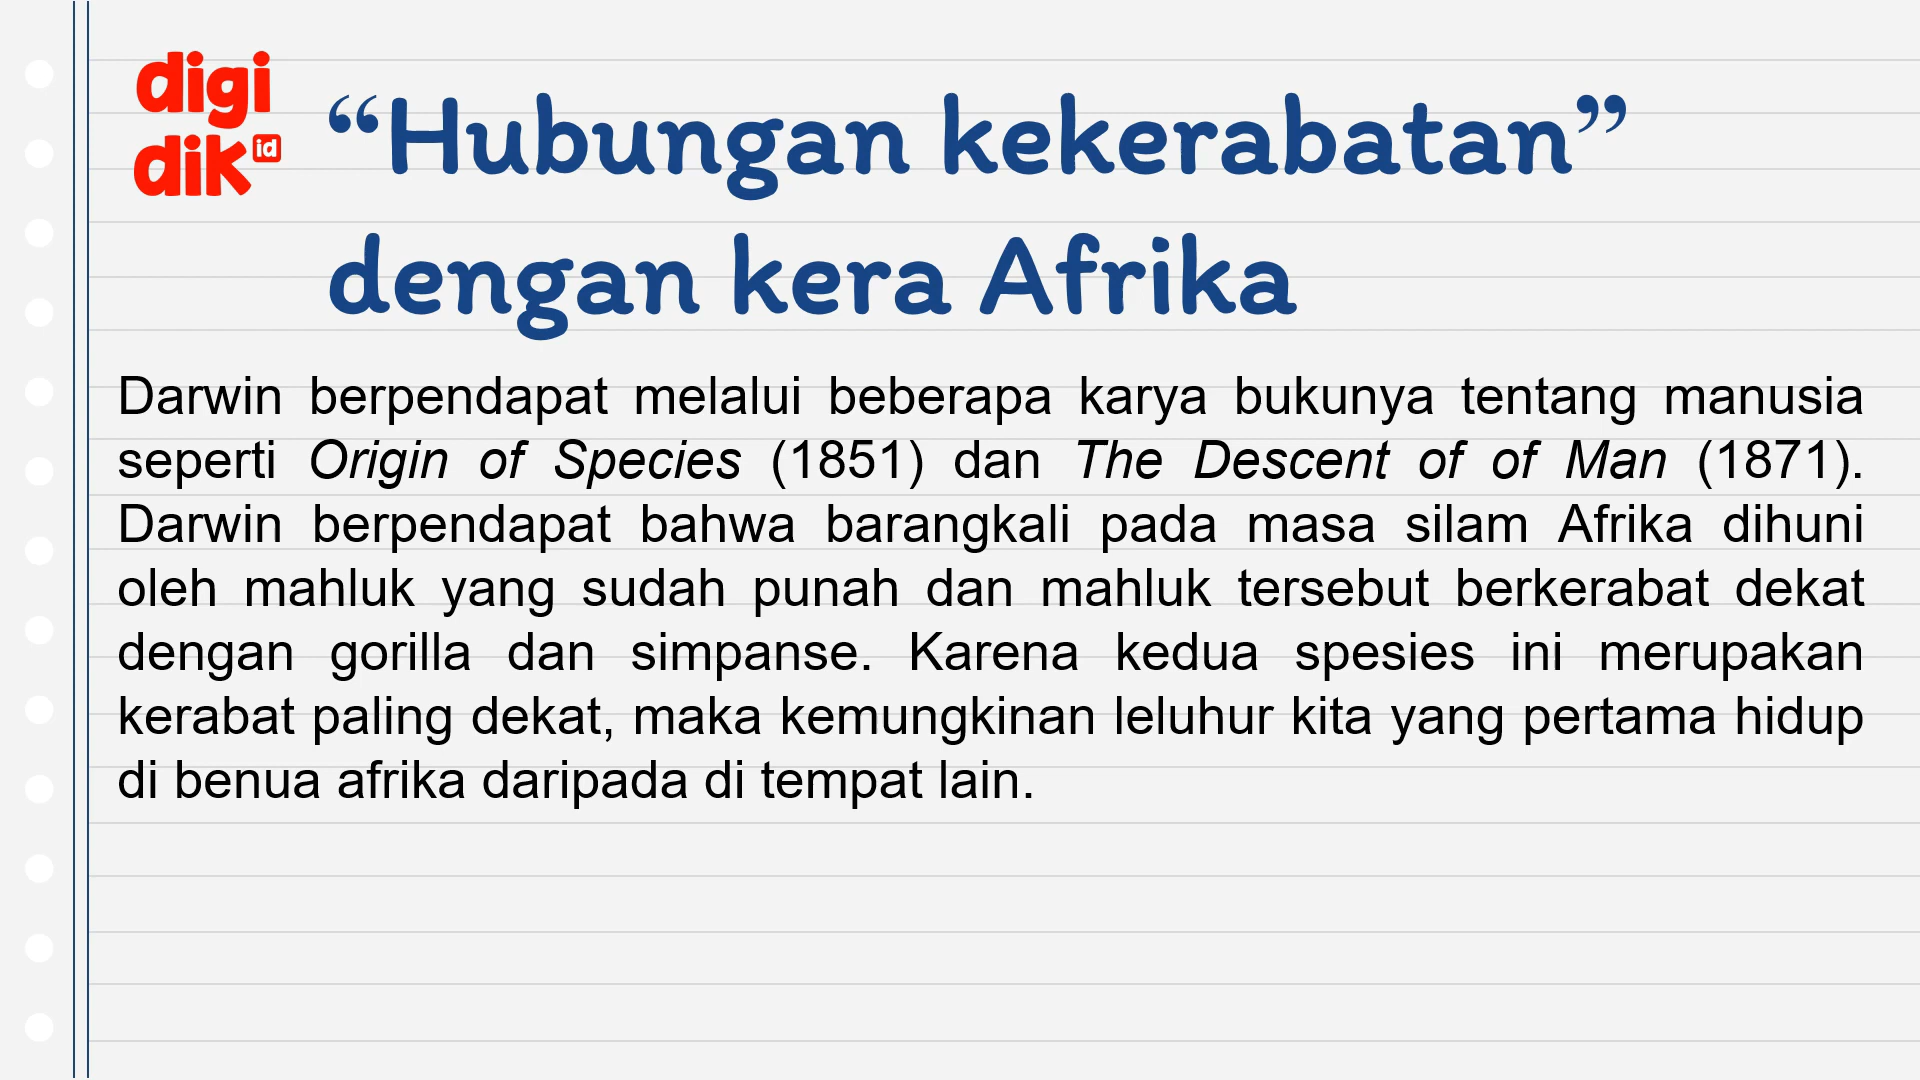 digi
dik id
“Hubungan kekerabatan”
dengan kera Afrika
Darwin berpendapat melalui beberapa karya bukunya tentang manusia
seperti Origin of Species (1851) dan The Descent of of Man (1871).
Darwin berpendapat bahwa barangkali pada masa silam Afrika dihuni
oleh mahluk yang sudah punah dan mahluk tersebut berkerabat dekat
dengan gorilla dan simpanse. Karena kedua spesies ini merupakan
kerabat paling dekat, maka kemungkinan leluhur kita yang pertama hidup
di benua afrika daripada di tempat lain.